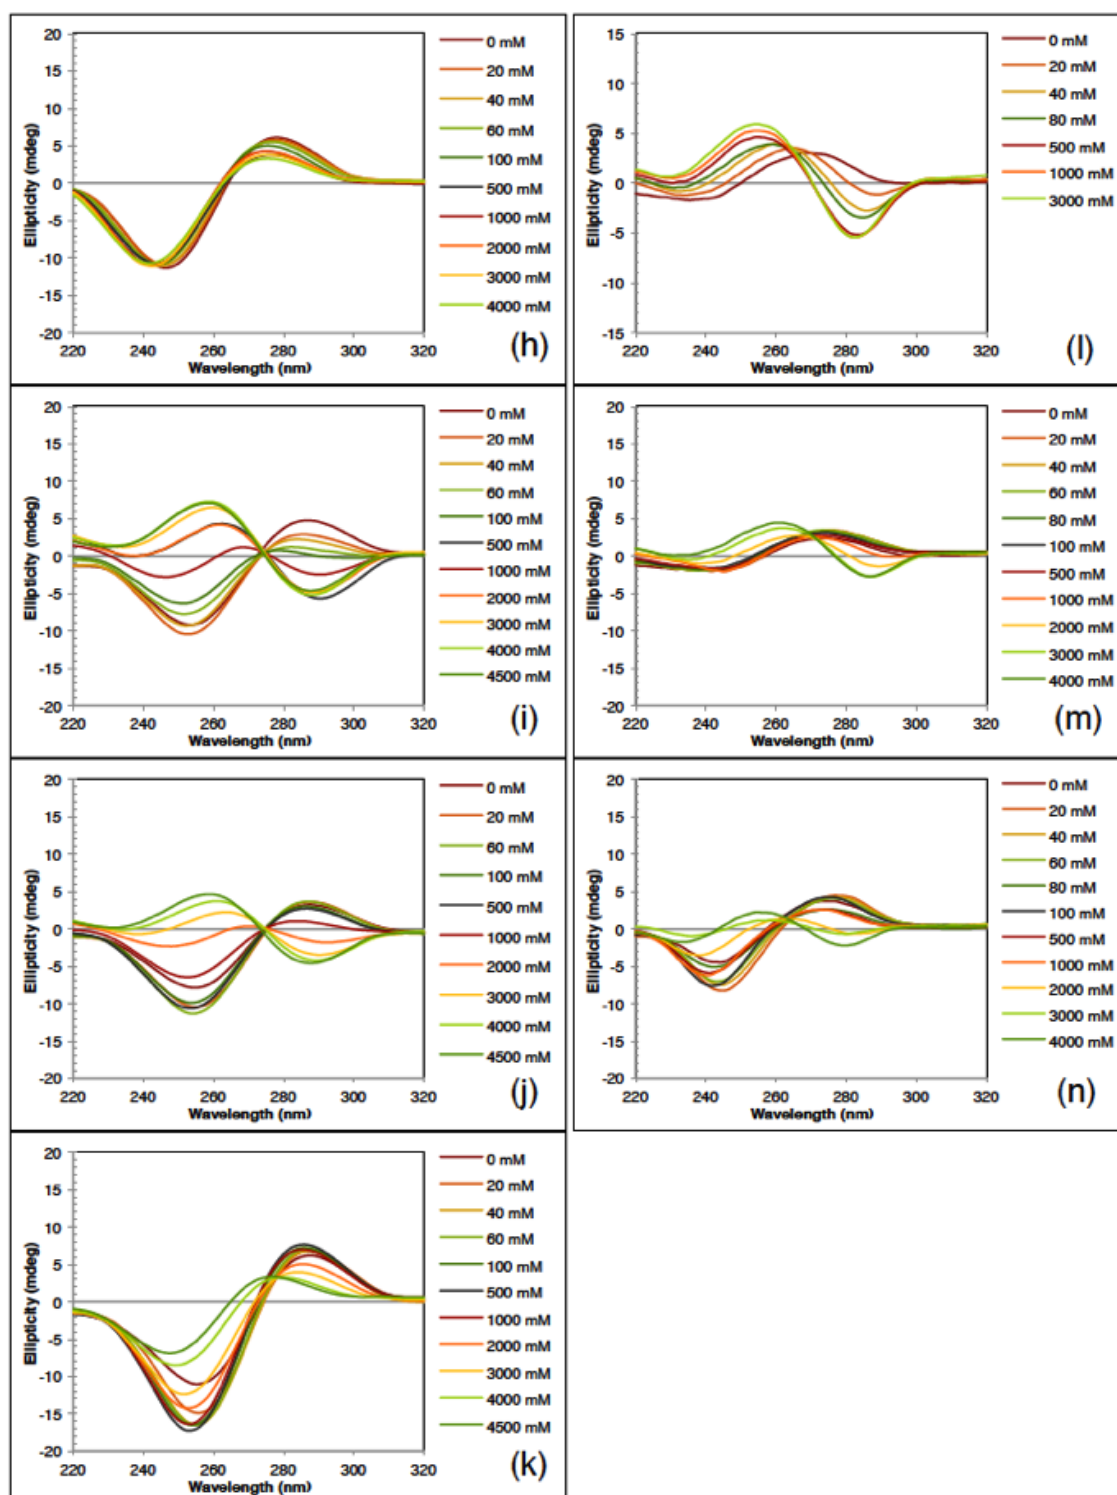 20
15
10
5
0
-5
-10
-15
-20
220 240 260 280 300 320
Ellipticity (mdeg)
Wavelength (nm)
0 mM
20 mM
40 mM
60 mM
100 mM
500 mM
1000 mM
2000 mM
3000 mM
4000 mM
(h)
15
10
5
0
-5
-10
-15
220 240 260 280 300 320
Ellipticity (mdeg)
Wavelength (nm)
0 mM
20 mM
40 mM
80 mM
500 mM
1000 mM
3000 mM
(l)
20
15
10
5
0
-5
-10
-15
-20
220 240 260 280 300 320
Ellipticity (mdeg)
Wavelength (nm)
0 mM
20 mM
40 mM
60 mM
100 mM
500 mM
1000 mM
2000 mM
3000 mM
4000 mM
4500 mM
(i)
20
15
10
5
0
-5
-10
-15
-20
220 240 260 280 300 320
Ellipticity (mdeg)
Wavelength (nm)
0 mM
20 mM
40 mM
60 mM
80 mM
100 mM
500 mM
1000 mM
2000 mM
3000 mM
4000 mM
(m)
20
15
10
5
0
-5
-10
-15
-20
220 240 260 280 300 320
Ellipticity (mdeg)
Wavelength (nm)
0 mM
20 mM
60 mM
100 mM
500 mM
1000 mM
2000 mM
3000 mM
4000 mM
4500 mM
(j)
20
15
10
5
0
-5
-10
-15
-20
220 240 260 280 300 320
Ellipticity (mdeg)
Wavelength (nm)
0 mM
20 mM
40 mM
60 mM
80 mM
100 mM
500 mM
1000 mM
2000 mM
3000 mM
4000 mM
(n)
20
15
10
5
0
-5
-10
-15
-20
220 240 260 280 300 320
Ellipticity (mdeg)
Wavelength (nm)
0 mM
20 mM
40 mM
60 mM
100 mM
500 mM
1000 mM
2000 mM
3000 mM
4000 mM
4500 mM
(k)